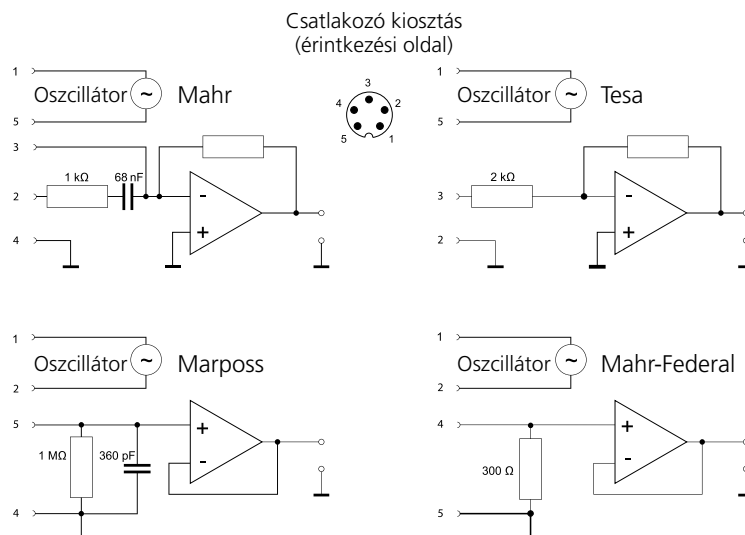 Csatlakozó kiosztás
(érintkezési oldal)
1
Oszcillátor ~ Mahr
5
3
1 kΩ 68 nF
2
-
+
4
3
4 2
5 1
1
Oszcillátor ~ Tesa
5
2 kΩ
3
-
+
2
1
Oszcillátor ~ Marposs
2
5
+
-
1 MΩ 360 pF
4
1
Oszcillátor ~ Mahr-Federal
2
4
+
-
300 Ω
5